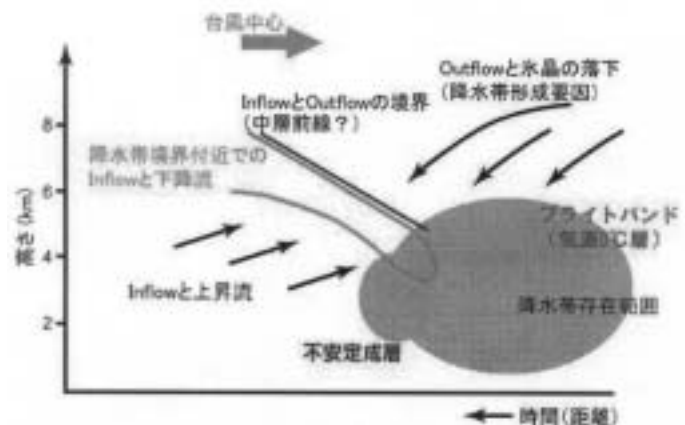 台風中心
Outflowと氷晶の落下
(降水帯形成要因)
InflowとOutflowの境界
(中層前線?)
降水帯境界付近での
Inflowと下降流
8
6
4
2
高さ(km)
ブライトバンド
(気温0℃層)
Inflowと上昇流
降水帯存在範囲
不安定成層
時間(距離)